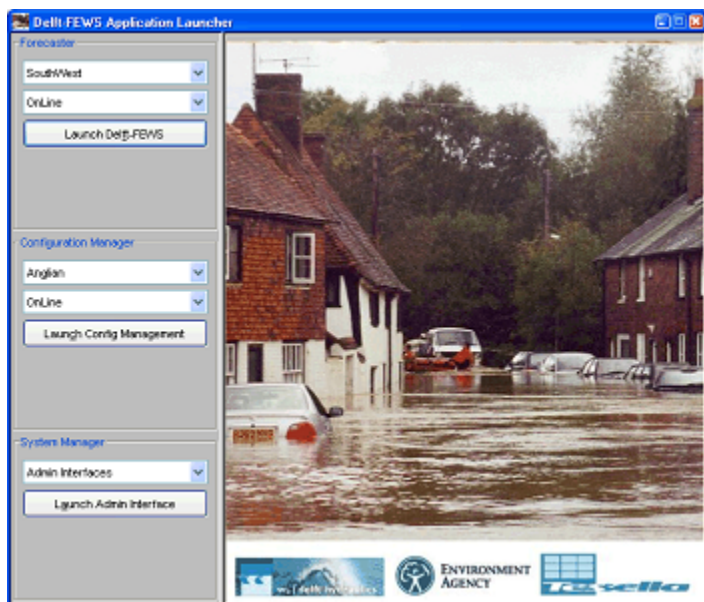 Delft-FEWS Application Launcher
Forecaster
SouthWest
OnLine
Launch Delft-FEWS
Configuration Manager
Anglian
OnLine
Launch Config Management
System Manager
Admin Interfaces
Launch Admin Interface
wl | delft hydraulics
ENVIRONMENT
AGENCY